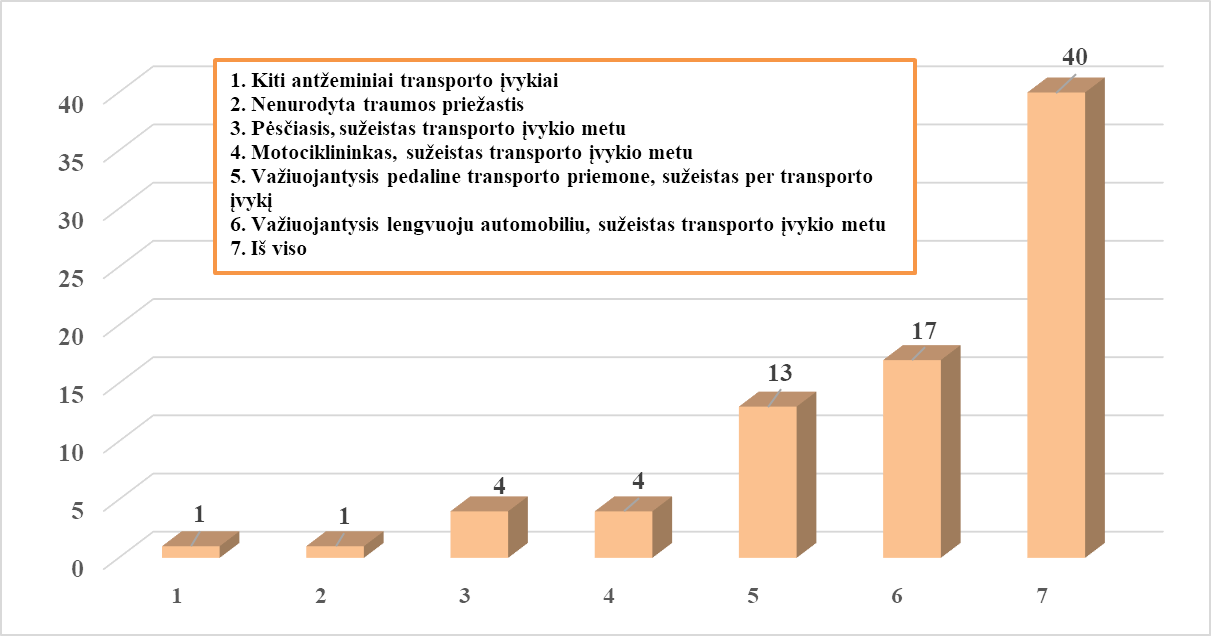 1. Kiti antžeminiai transporto įvykiai
2. Nenurodyta traumos priežastis
3. Pėsčiasis, sužeistas transporto įvykio metu
4. Motociklininkas, sužeistas transporto įvykio metu
5. Važiuojantysis pedaline transporto priemone, sužeistas per transporto
įvykį
6. Važiuojantysis lengvuoju automobiliu, sužeistas transporto įvykio metu
7. Iš viso
40
35
30
25
20
15
10
5
0
1
1
4
4
13
17
40
1 2 3 4 5 6 7